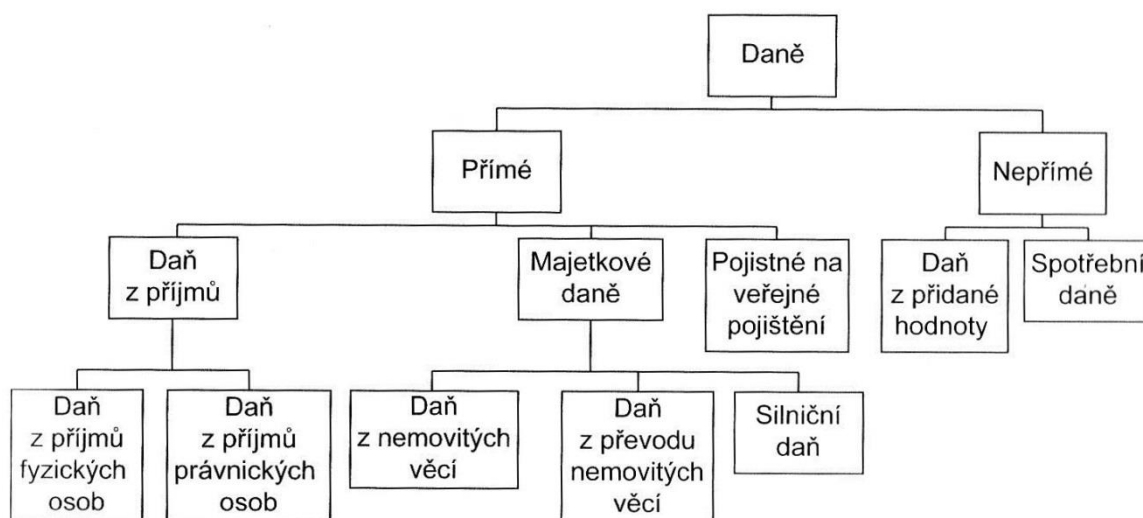 Daně
Přímé
Nepřímé
Daň
z příjmů
Majetkové
daně
Pojistné na
veřejné
pojištění
Daň
z přidané
hodnoty
Spotřební
daně
Daň
z příjmů
fyzických
osob
Daň
z příjmů
právnických
osob
Daň
z nemovitých
věcí
Daň
z převodu
nemovitých
věcí
Silniční
daň